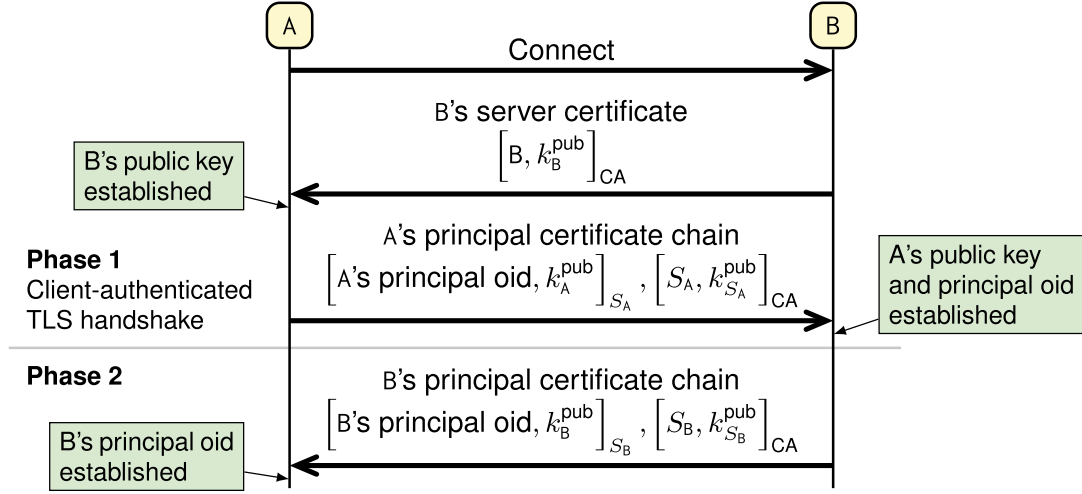 A
B
Connect
B's server certificate
[B, k_B^pub]_CA
B's public key
established
A's principal certificate chain
[A's principal oid, k_A^pub]_{S_A}, [S_A, k_{S_A}^pub]_CA
Phase 1
Client-authenticated
TLS handshake
A's public key
and principal oid
established
Phase 2
B's principal certificate chain
[B's principal oid, k_B^pub]_{S_B}, [S_B, k_{S_B}^pub]_CA
B's principal oid
established